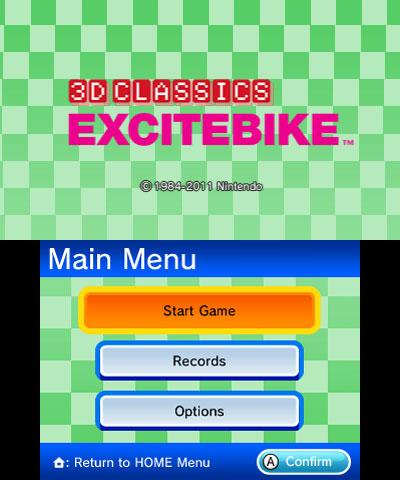 3D CLASSICS
EXCITEBIKE™
© 1984-2011 Nintendo
Main Menu
Start Game
Records
Options
: Return to HOME Menu
A Confirm